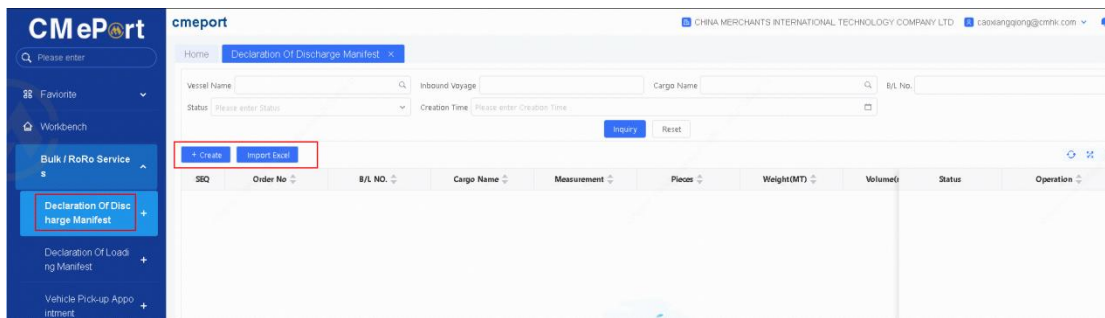 CMePort
Please enter
Faviorite
Workbench
Bulk / RoRo Service
s
Declaration Of Disc
harge Manifest
Declaration Of Loadi
ng Manifest
Vehicle Pick-up Appo
intment
cmeport
CHINA MERCHANTS INTERNATIONAL TECHNOLOGY COMPANY LTD
caoxiangqiong@cmhk.com
Home
Declaration Of Discharge Manifest ×
Vessel Name
Inbound Voyage
Cargo Name
B/L No.
Status Please enter Status
Creation Time Please enter Creation Time
Inquiry
Reset
+ Create
Import Excel
SEQ Order No B/L NO. Cargo Name Measurement Pieces Weight(MT) Volume(r Status Operation